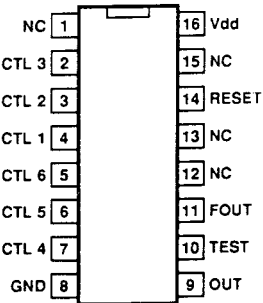 NC 1 16 Vdd
CTL 3 2 15 NC
CTL 2 3 14 RESET
CTL 1 4 13 NC
CTL 6 5 12 NC
CTL 5 6 11 FOUT
CTL 4 7 10 TEST
GND 8 9 OUT